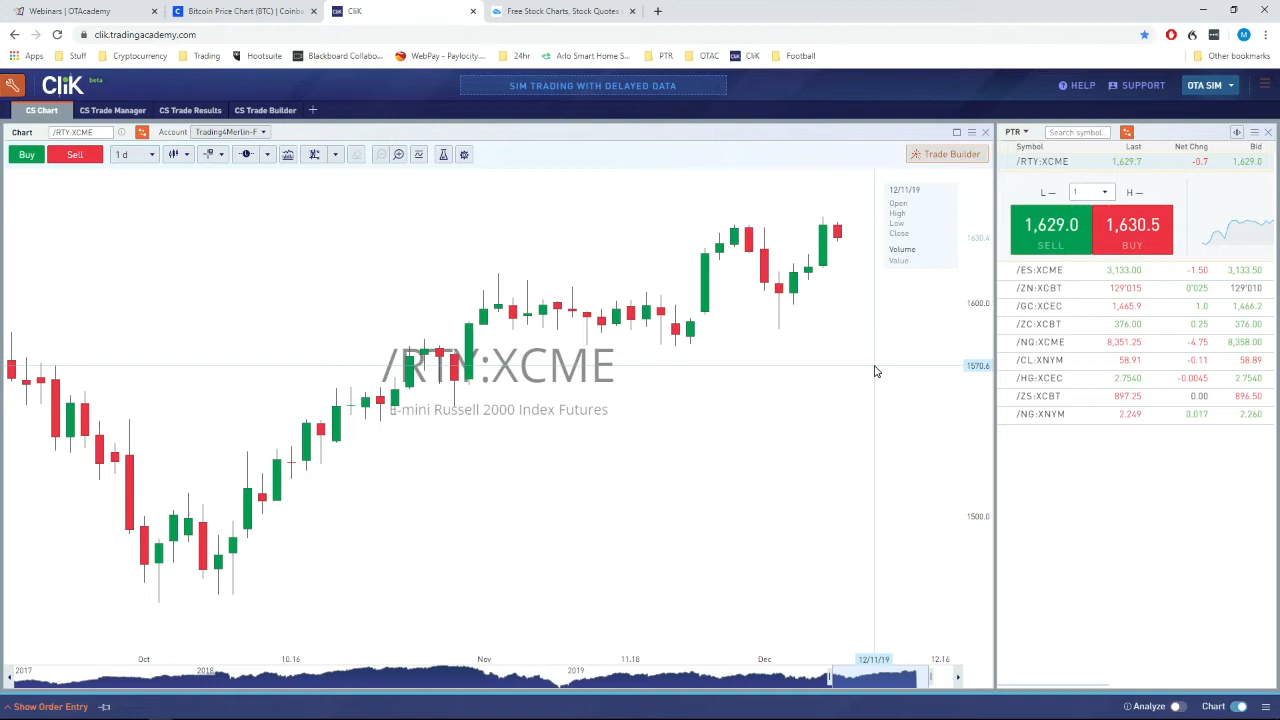 Webinars | OTAcademy
Bitcoin Price Chart (BTC) | Coinb
CliK
Free Stock Charts, Stock Quotes
clik.tradingacademy.com
Apps
Stuff
Cryptocurrency
Trading
Hootsuite
Blackboard Collabo...
WebPay - Paylocity...
24hr
Arlo Smart Home S...
PTR
OTAC
CliK
Football
Other bookmarks
CliK beta
SIM TRADING WITH DELAYED DATA
HELP
SUPPORT
OTA SIM
CS Chart
CS Trade Manager
CS Trade Results
CS Trade Builder
Chart
/RTY:XCME
Account
Trading4Merlin-F
Buy
Sell
1 d
Trade Builder
12/11/19
Open
High
Low
Close
Volume
Value
1630.4
1600.0
1570.6
1500.0
/RTY:XCME
E-mini Russell 2000 Index Futures
Oct
10.16
Nov
11.18
Dec
12/11/19
12.16
2017
2018
2019
PTR
Search symbol...
Symbol Last Net Chng Bid
/RTY:XCME 1,629.7 -0.7 1,629.0
L — 1 H —
1,629.0 1,630.5
SELL BUY
/ES:XCME 3,133.00 -1.50 3,133.50
/ZN:XCBT 129'015 0'025 129'010
/GC:XCEC 1,465.9 1.0 1,466.2
/ZC:XCBT 376.00 0.25 376.00
/NQ:XCME 8,351.25 -4.75 8,358.00
/CL:XNYM 58.91 -0.11 58.89
/HG:XCEC 2.7540 -0.0045 2.7540
/ZS:XCBT 897.25 0.00 896.50
/NG:XNYM 2.249 0.017 2.260
Show Order Entry
Analyze
Chart